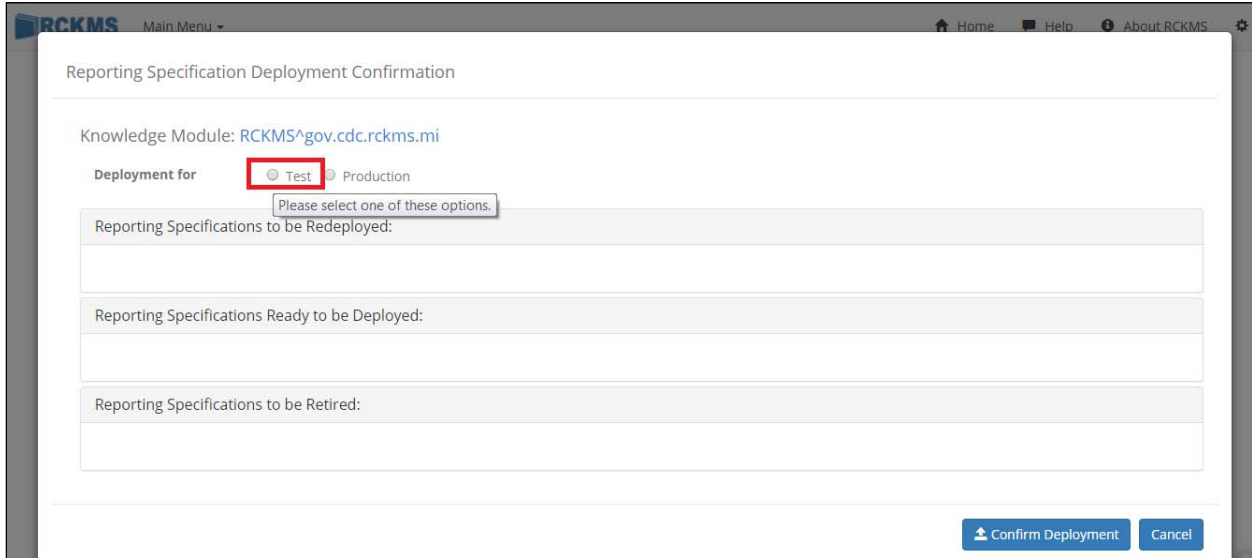 RCKMS Main Menu Home Help About RCKMS
Reporting Specification Deployment Confirmation
Knowledge Module: RCKMS^gov.cdc.rckms.mi
Deployment for Test Production
Please select one of these options.
Reporting Specifications to be Redeployed:
Reporting Specifications Ready to be Deployed:
Reporting Specifications to be Retired:
Confirm Deployment Cancel